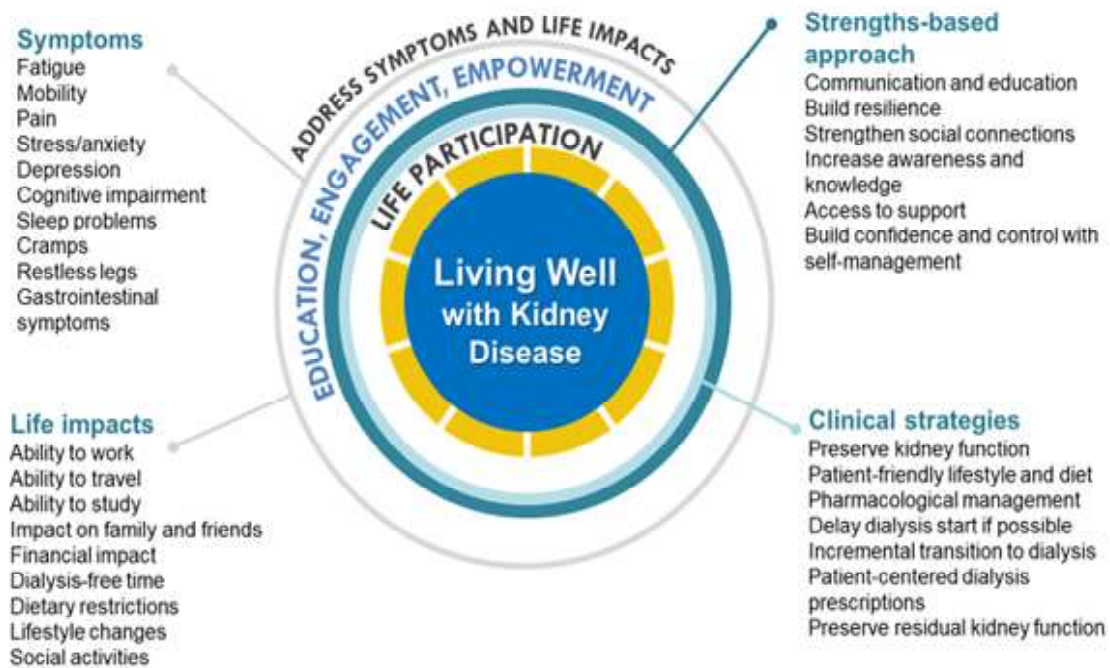 Symptoms
Fatigue
Mobility
Pain
Stress/anxiety
Depression
Cognitive impairment
Sleep problems
Cramps
Restless legs
Gastrointestinal
symptoms
ADDRESS SYMPTOMS AND LIFE IMPACTS
EDUCATION, ENGAGEMENT, EMPOWERMENT
LIFE PARTICIPATION
Living Well
with Kidney
Disease
Strengths-based
approach
Communication and education
Build resilience
Strengthen social connections
Increase awareness and
knowledge
Access to support
Build confidence and control with
self-management
Life impacts
Ability to work
Ability to travel
Ability to study
Impact on family and friends
Financial impact
Dialysis-free time
Dietary restrictions
Lifestyle changes
Social activities
Clinical strategies
Preserve kidney function
Patient-friendly lifestyle and diet
Pharmacological management
Delay dialysis start if possible
Incremental transition to dialysis
Patient-centered dialysis
prescriptions
Preserve residual kidney function